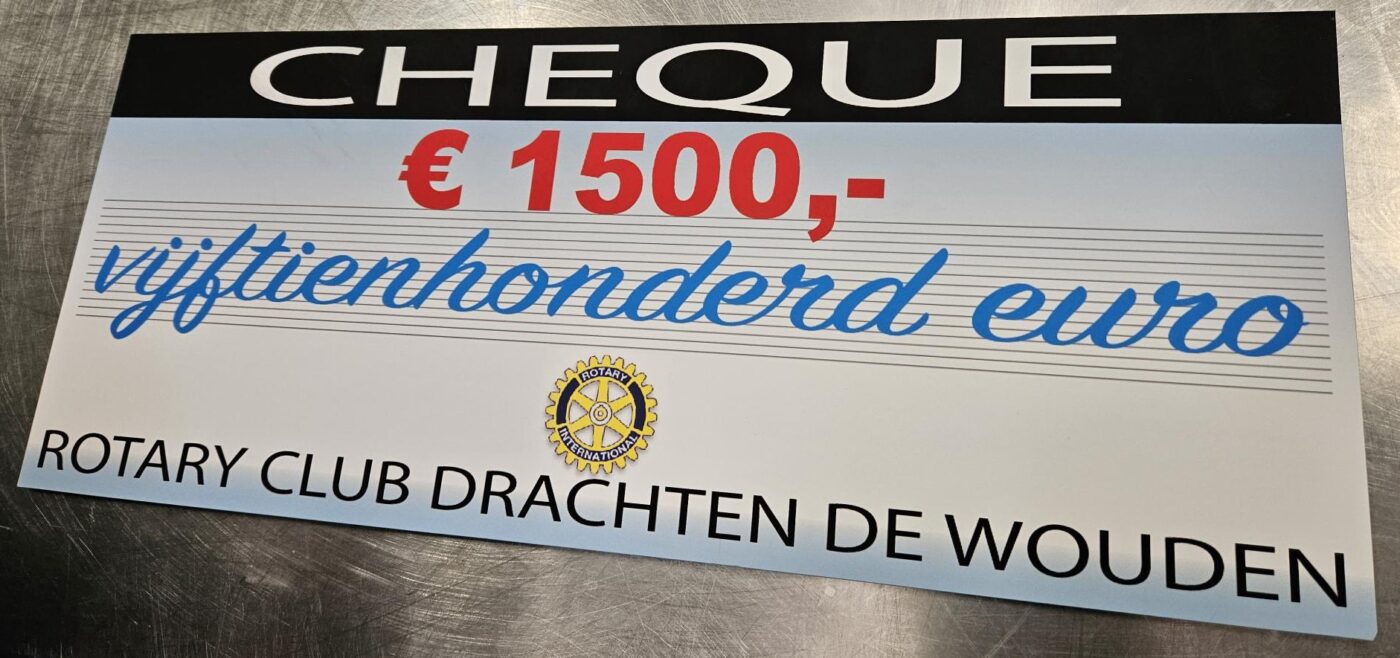 CHEQUE
€ 1500,-
vijftienhonderd euro
ROTARY
INTERNATIONAL
ROTARY CLUB DRACHTEN DE WOUDEN